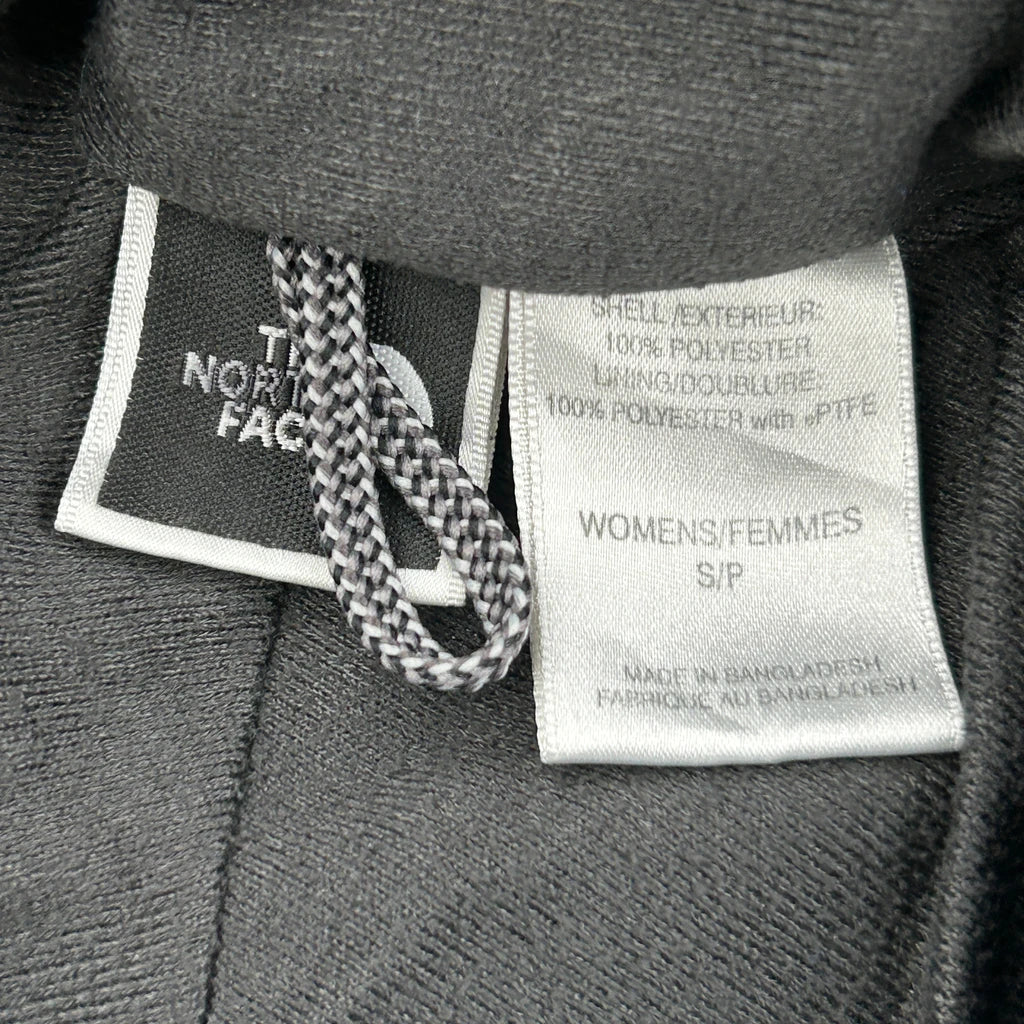 THE
NORTH
FACE
SHELL/EXTERIEUR:
100% POLYESTER
LINING/DOUBLURE
100% POLYESTER with ePTFE
WOMENS/FEMMES
S/P
MADE IN BANGLADESH
FABRIQUE AU BANGLADESH